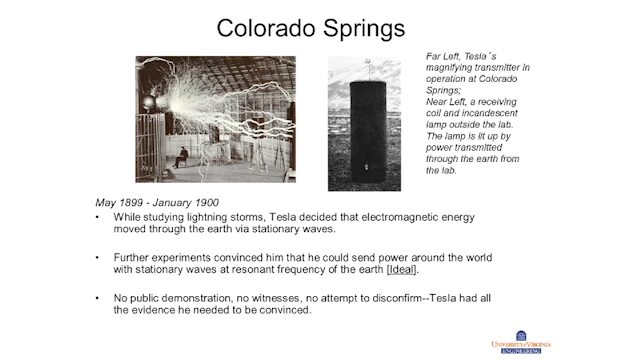 Colorado Springs
Far Left, Tesla´s
magnifying transmitter in
operation at Colorado
Springs;
Near Left, a receiving
coil and incandescent
lamp outside the lab.
The lamp is lit up by
power transmitted
through the earth from
the lab.
May 1899 - January 1900
• While studying lightning storms, Tesla decided that electromagnetic energy
moved through the earth via stationary waves.
• Further experiments convinced him that he could send power around the world
with stationary waves at resonant frequency of the earth [Ideal].
• No public demonstration, no witnesses, no attempt to disconfirm--Tesla had all
the evidence he needed to be convinced.
UNIVERSITY of VIRGINIA
ENGINEERING